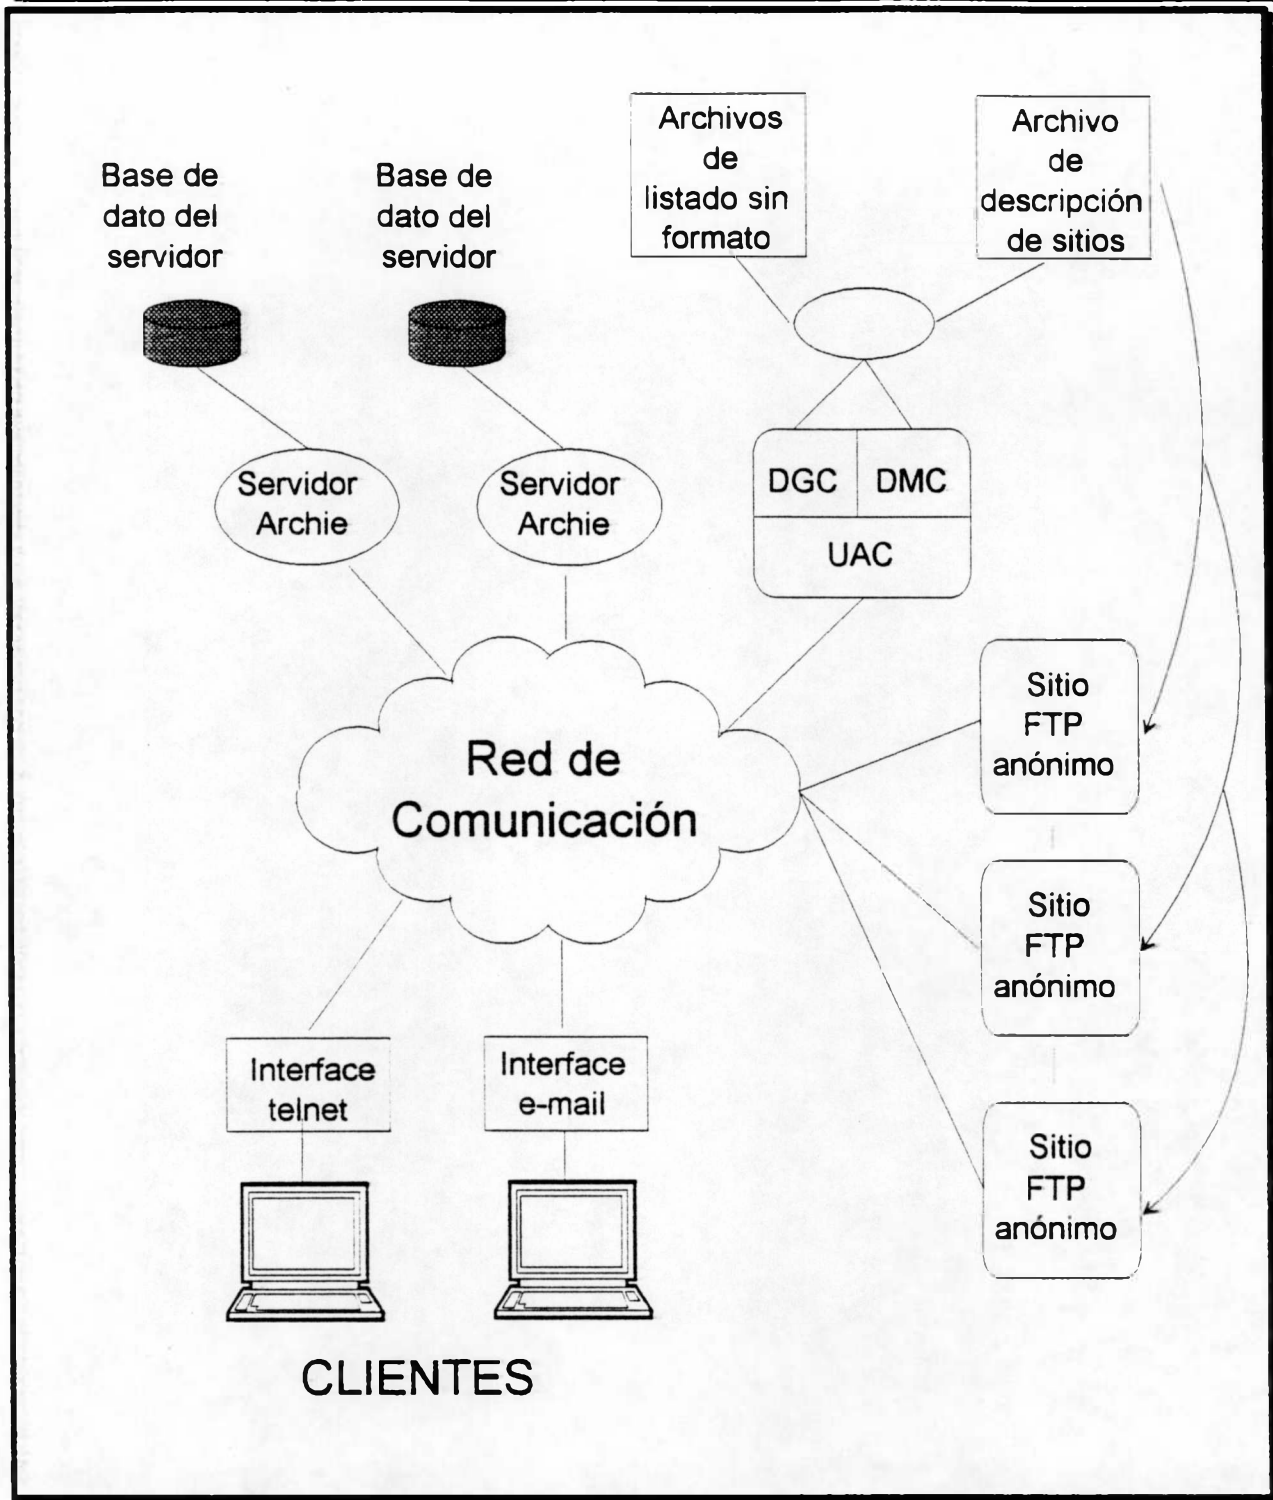 Base de
dato del
servidor
Base de
dato del
servidor
Archivos
de
listado sin
formato
Archivo
de
descripción
de sitios
Servidor
Archie
Servidor
Archie
DGC
DMC
UAC
Red de
Comunicación
Sitio
FTP
anónimo
Sitio
FTP
anónimo
Sitio
FTP
anónimo
Interface
telnet
Interface
e-mail
CLIENTES